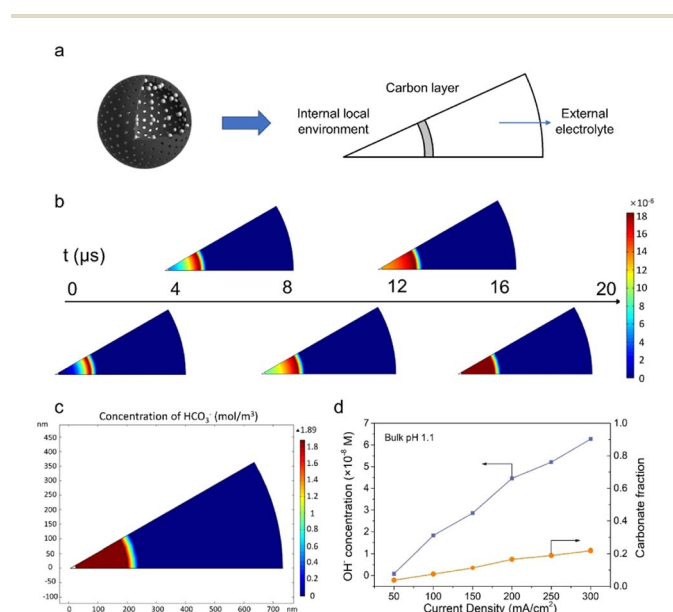 a
Carbon layer
Internal local
environment
External
electrolyte
b
t (μs)
0 4 8 12 16 20
×10⁻⁶
18
16
14
12
10
8
6
4
2
0
c
Concentration of HCO₃⁻ (mol/m³)
nm
450
400
350
300
250
200
150
100
50
0
-50
-100
0 100 200 300 400 500 600 700 nm
▲1.89
1.8
1.6
1.4
1.2
1
0.8
0.6
0.4
0.2
0
d
Bulk pH 1.1
OH⁻ concentration (×10⁻⁸ M)
7
6
5
4
3
2
1
0
Carbonate fraction
1.0
0.8
0.6
0.4
0.2
0.0
50 100 150 200 250 300
Current Density (mA/cm²)